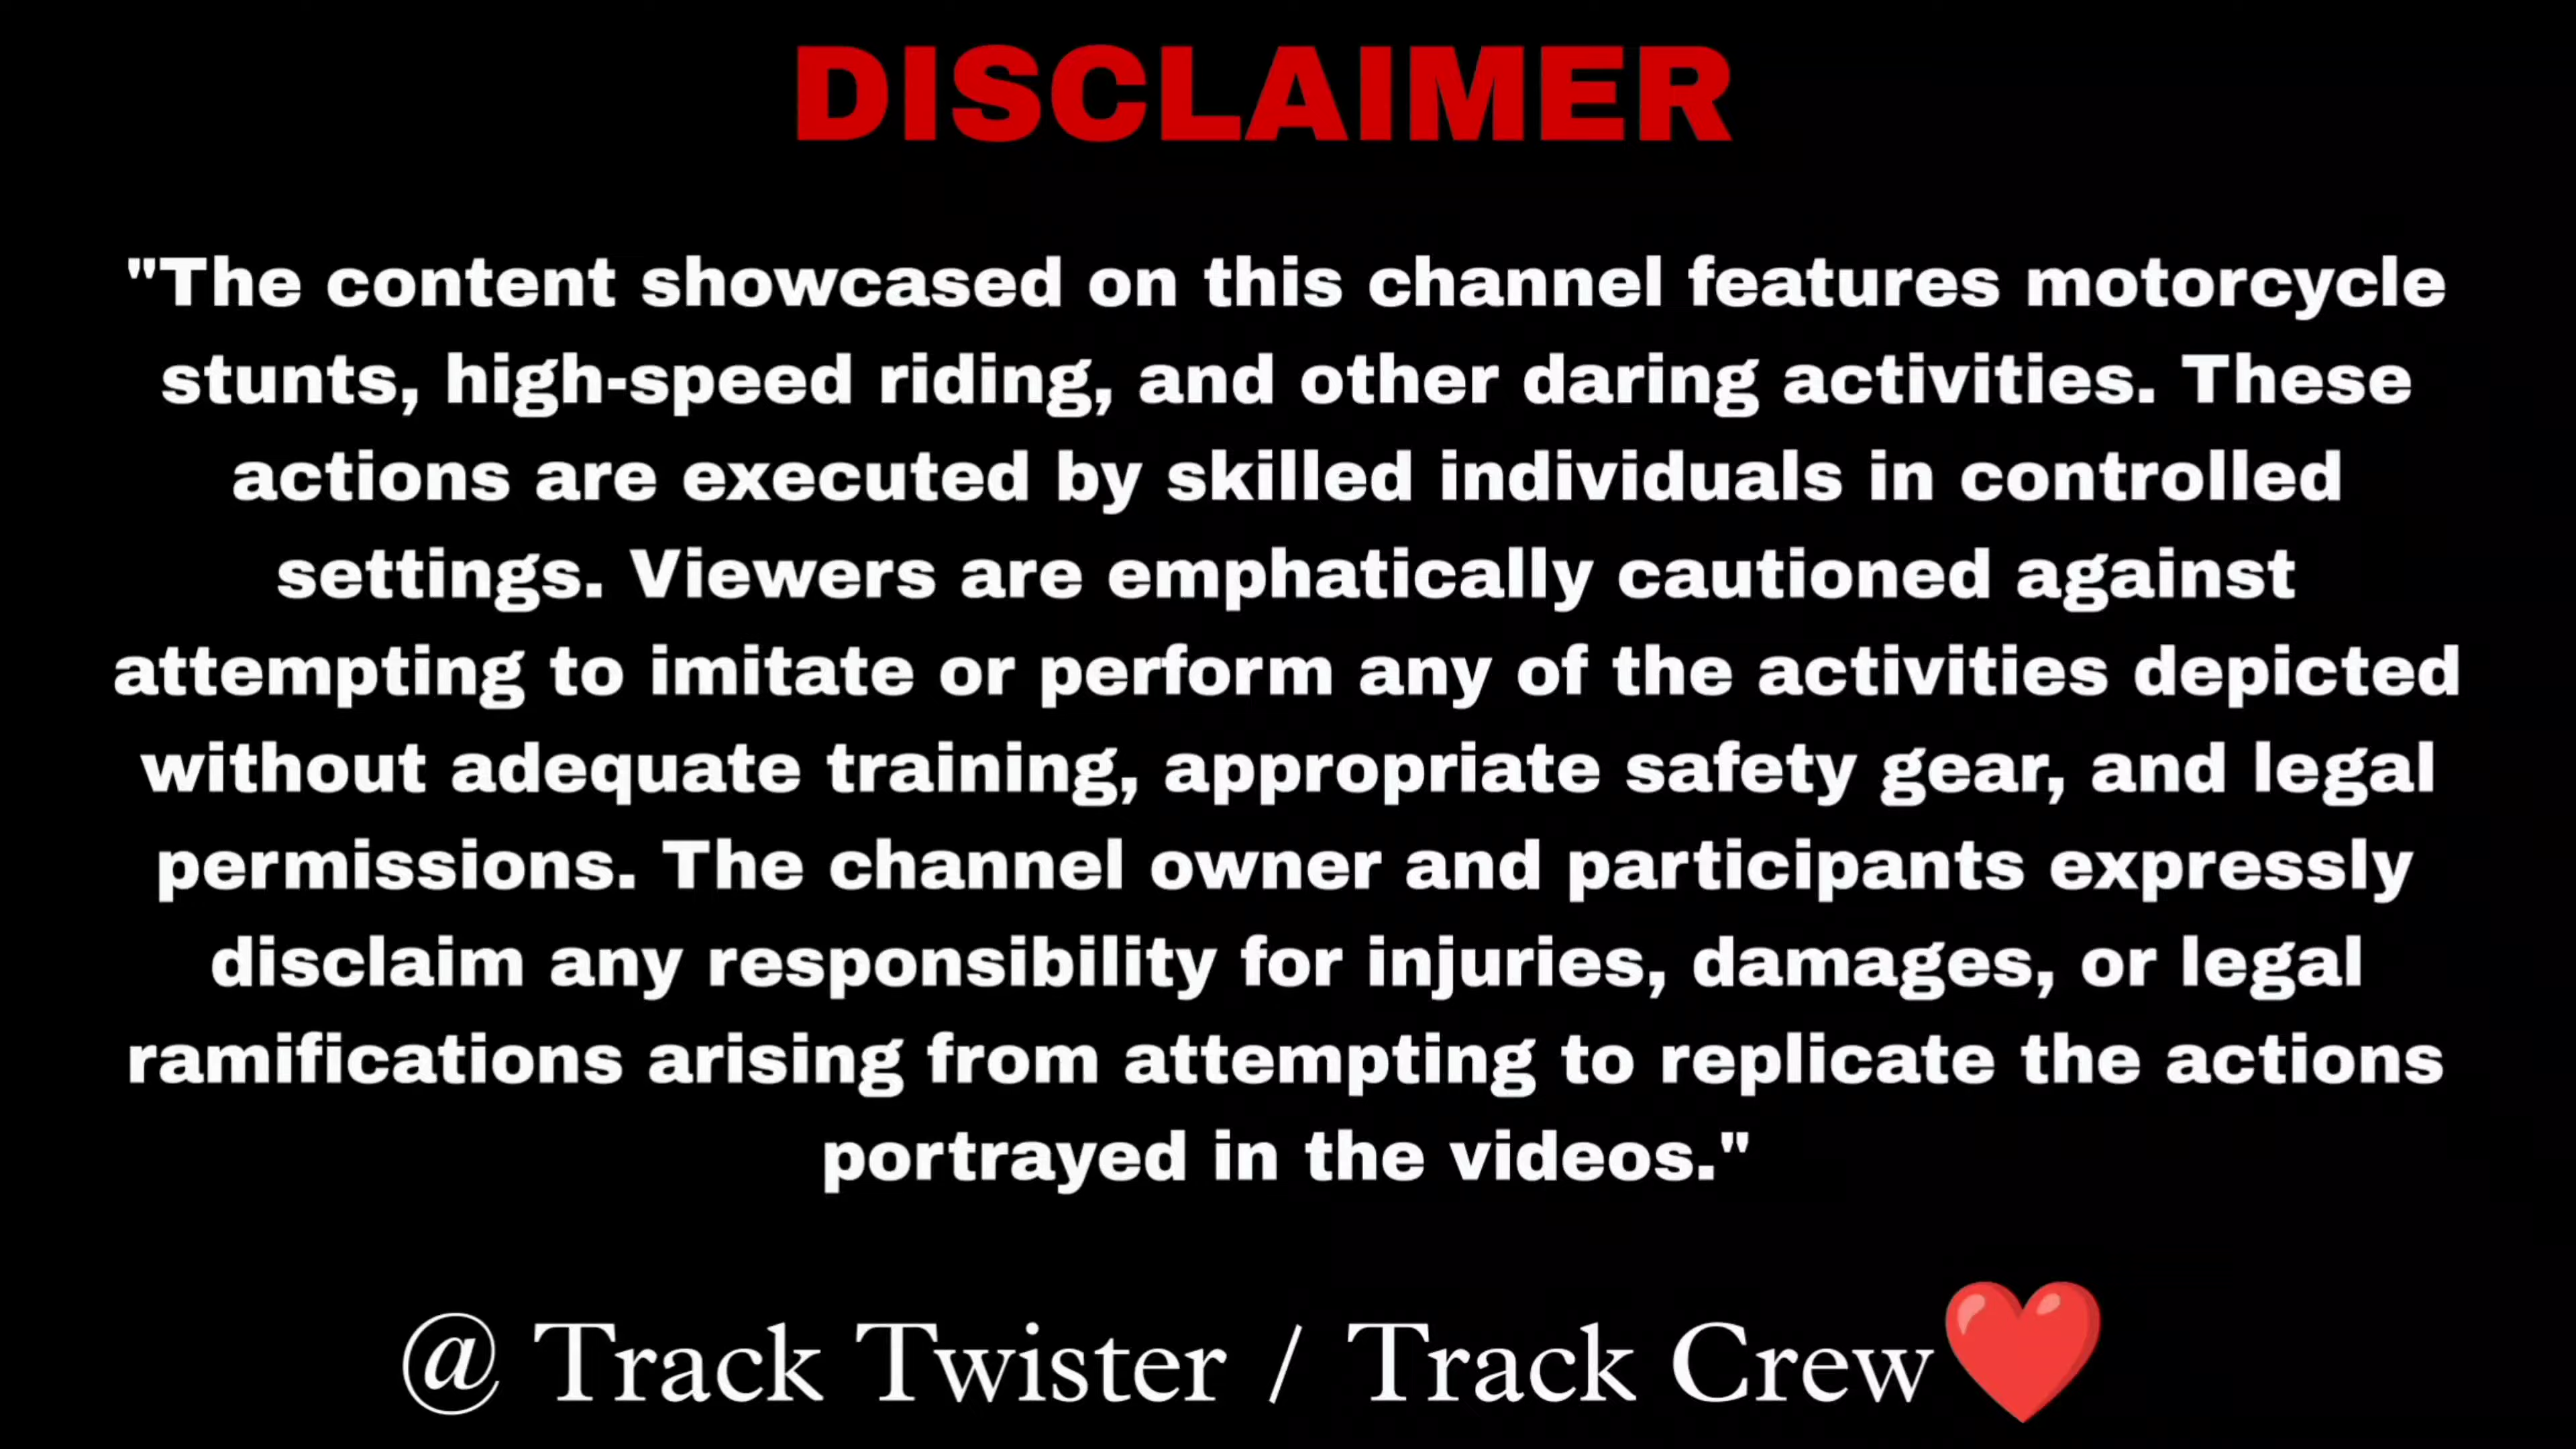 DISCLAIMER
"The content showcased on this channel features motorcycle
stunts, high-speed riding, and other daring activities. These
actions are executed by skilled individuals in controlled
settings. Viewers are emphatically cautioned against
attempting to imitate or perform any of the activities depicted
without adequate training, appropriate safety gear, and legal
permissions. The channel owner and participants expressly
disclaim any responsibility for injuries, damages, or legal
ramifications arising from attempting to replicate the actions
portrayed in the videos."
@ Track Twister / Track Crew❤️